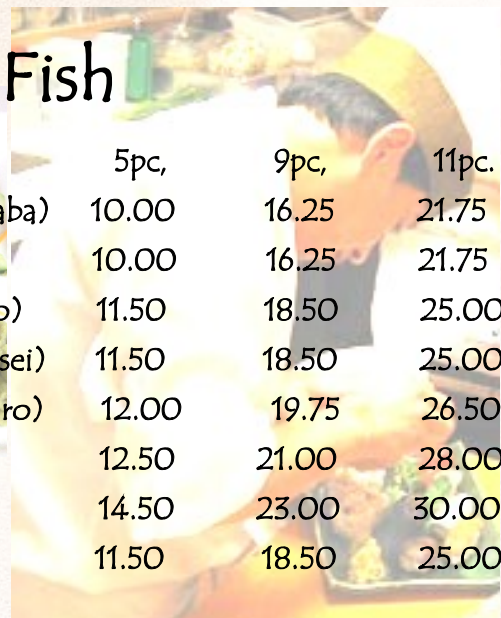 Fish
5pc, 9pc, 11pc.
aba) 10.00 16.25 21.75
10.00 16.25 21.75
o) 11.50 18.50 25.00
sei) 11.50 18.50 25.00
ro) 12.00 19.75 26.50
12.50 21.00 28.00
14.50 23.00 30.00
11.50 18.50 25.00